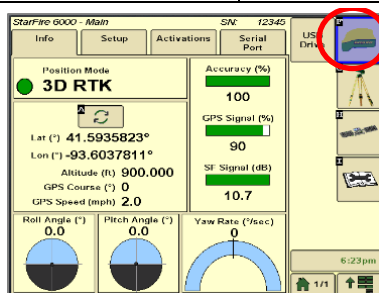 StarFire 6000 - Main
SN: 12345
Info
Setup
Activations
Serial
Port
USB
Drive
Position Mode
3D RTK
Accuracy (%)
100
A
Lat (°) 41.5935823°
Lon (°) -93.6037811°
Altitude (ft) 900.000
GPS Course (°) 0
GPS Speed (mph) 2.0
GPS Signal (%)
90
SF Signal (dB)
10.7
Roll Angle (°)
0.0
Pitch Angle (°)
0.0
Yaw Rate (°/sec)
0
F
H
I
6:23pm
1/1